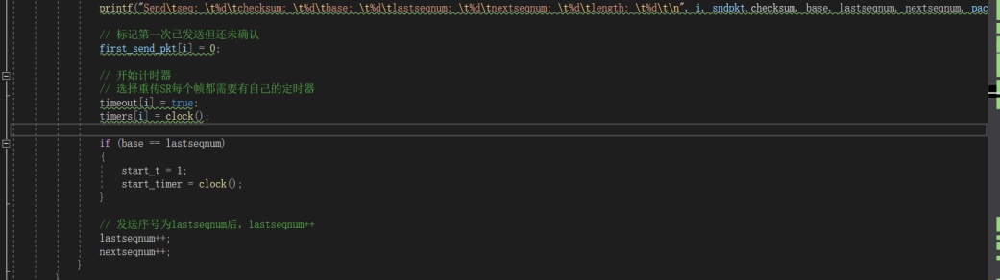 printf("Send\tseq: \t%d\tchecksum: \t%d\tbase: \t%d\tlastseqnum: \t%d\tnextseqnum: \t%d\tlength: \t%d\t\n", i, sndpkt.checksum, base, lastseqnum, nextseqnum, pac
// 标记第一次已发送但还未确认
first_send_pkt[i] = 0;
// 开始计时器
// 选择重传SR每个帧都需要有自己的定时器
timeout[i] = true;
timers[i] = clock();
if (base == lastseqnum)
{
start_t = 1;
start_timer = clock();
}
// 发送序号为lastseqnum后，lastseqnum++
lastseqnum++;
nextseqnum++;
}
}